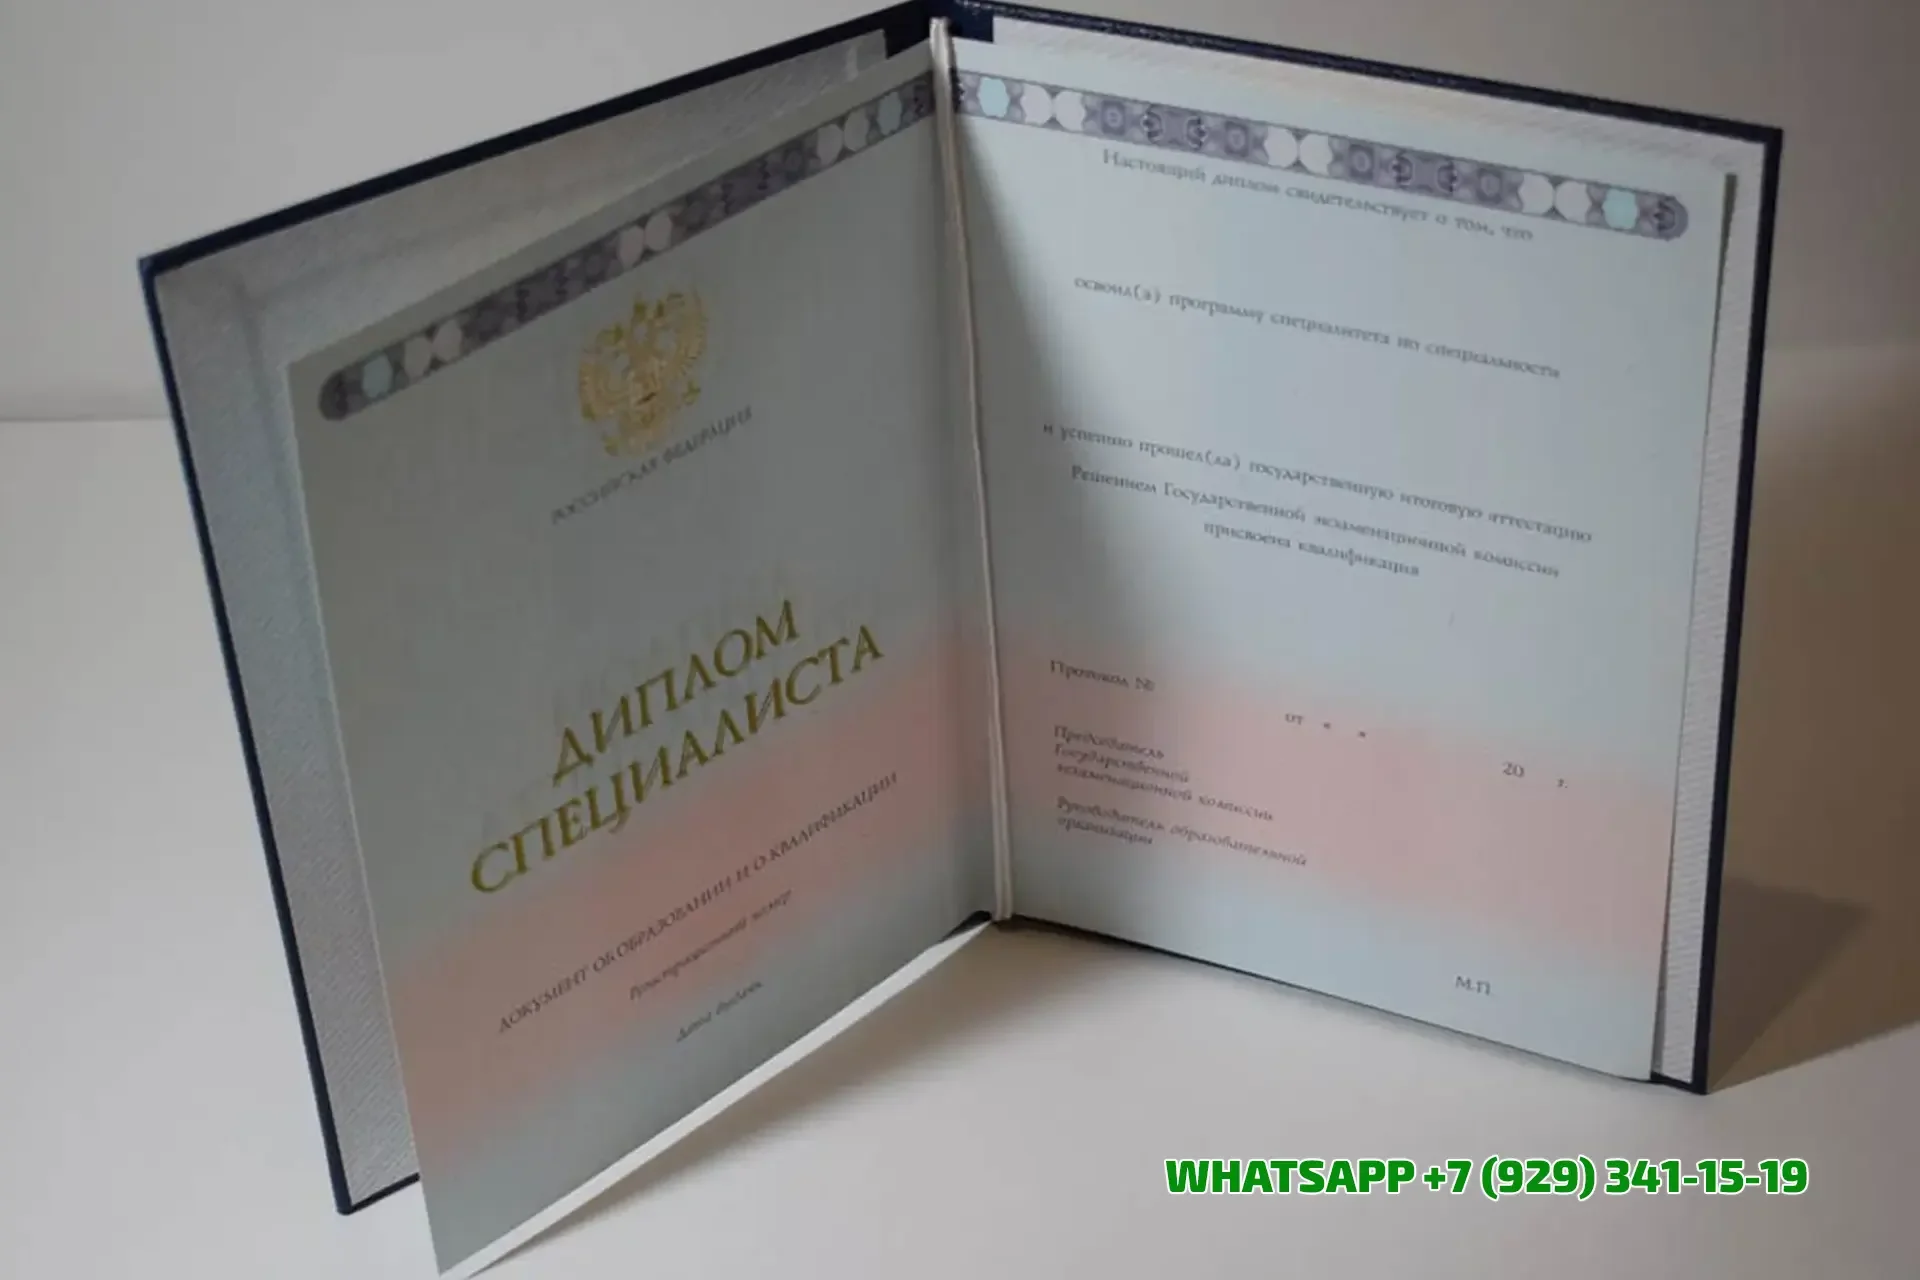 РОССИЙСКАЯ ФЕДЕРАЦИЯ
ДИПЛОМ
СПЕЦИАЛИСТА
ДОКУМЕНТ ОБ ОБРАЗОВАНИИ И О КВАЛИФИКАЦИИ
Регистрационный номер
Дата выдачи
Настоящий диплом свидетельствует о том, что
освоил(а) программу специалитета по специальности
и успешно прошел(ла) государственную итоговую аттестацию
Решением Государственной экзаменационной комиссии
присвоена квалификация
Протокол №
от « »
20 г.
Председатель
Государственной
экзаменационной комиссии
Руководитель образовательной
организации
М.П.
WHATSAPP +7 (929) 341-15-19